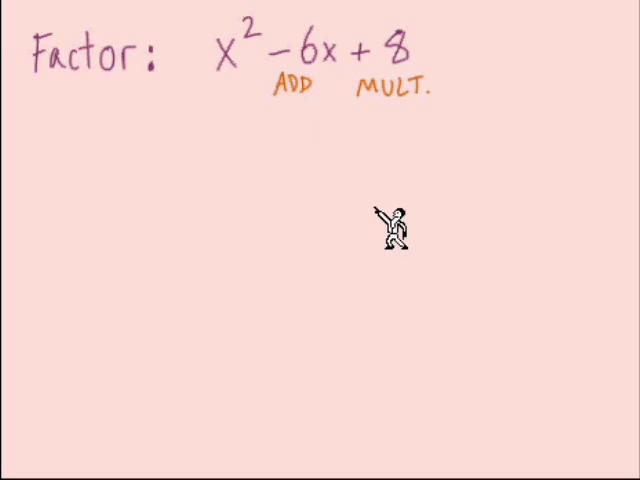 Factor: x² - 6x + 8
ADD MULT.